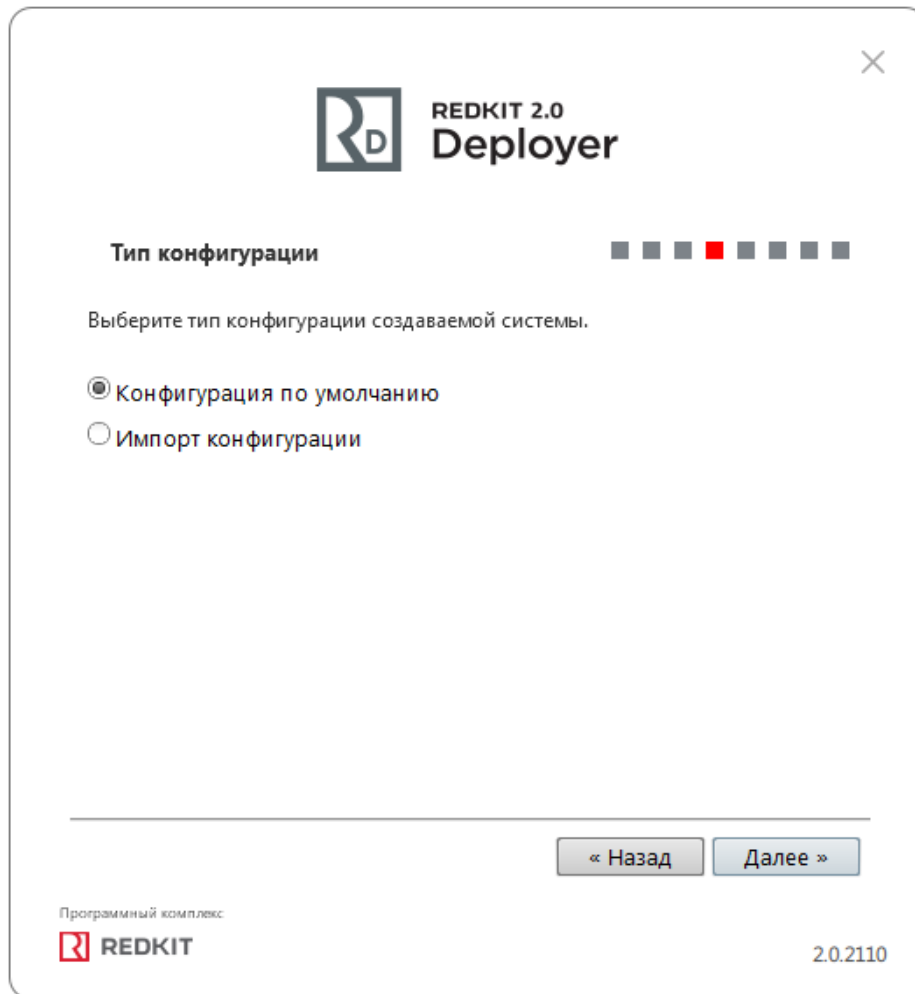 RD
REDKIT 2.0
Deployer
Тип конфигурации
Выберите тип конфигурации создаваемой системы.
Конфигурация по умолчанию
Импорт конфигурации
« Назад
Далее »
Программный комплекс
REDKIT
2.0.2110